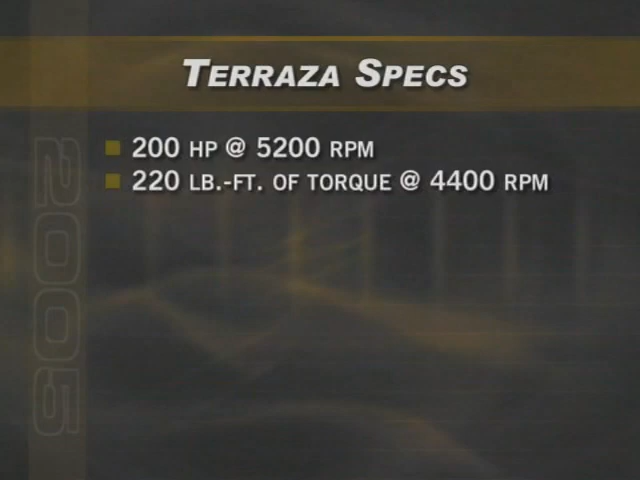 TERRAZA SPECS
200 HP @ 5200 RPM
220 LB.-FT. OF TORQUE @ 4400 RPM
2005